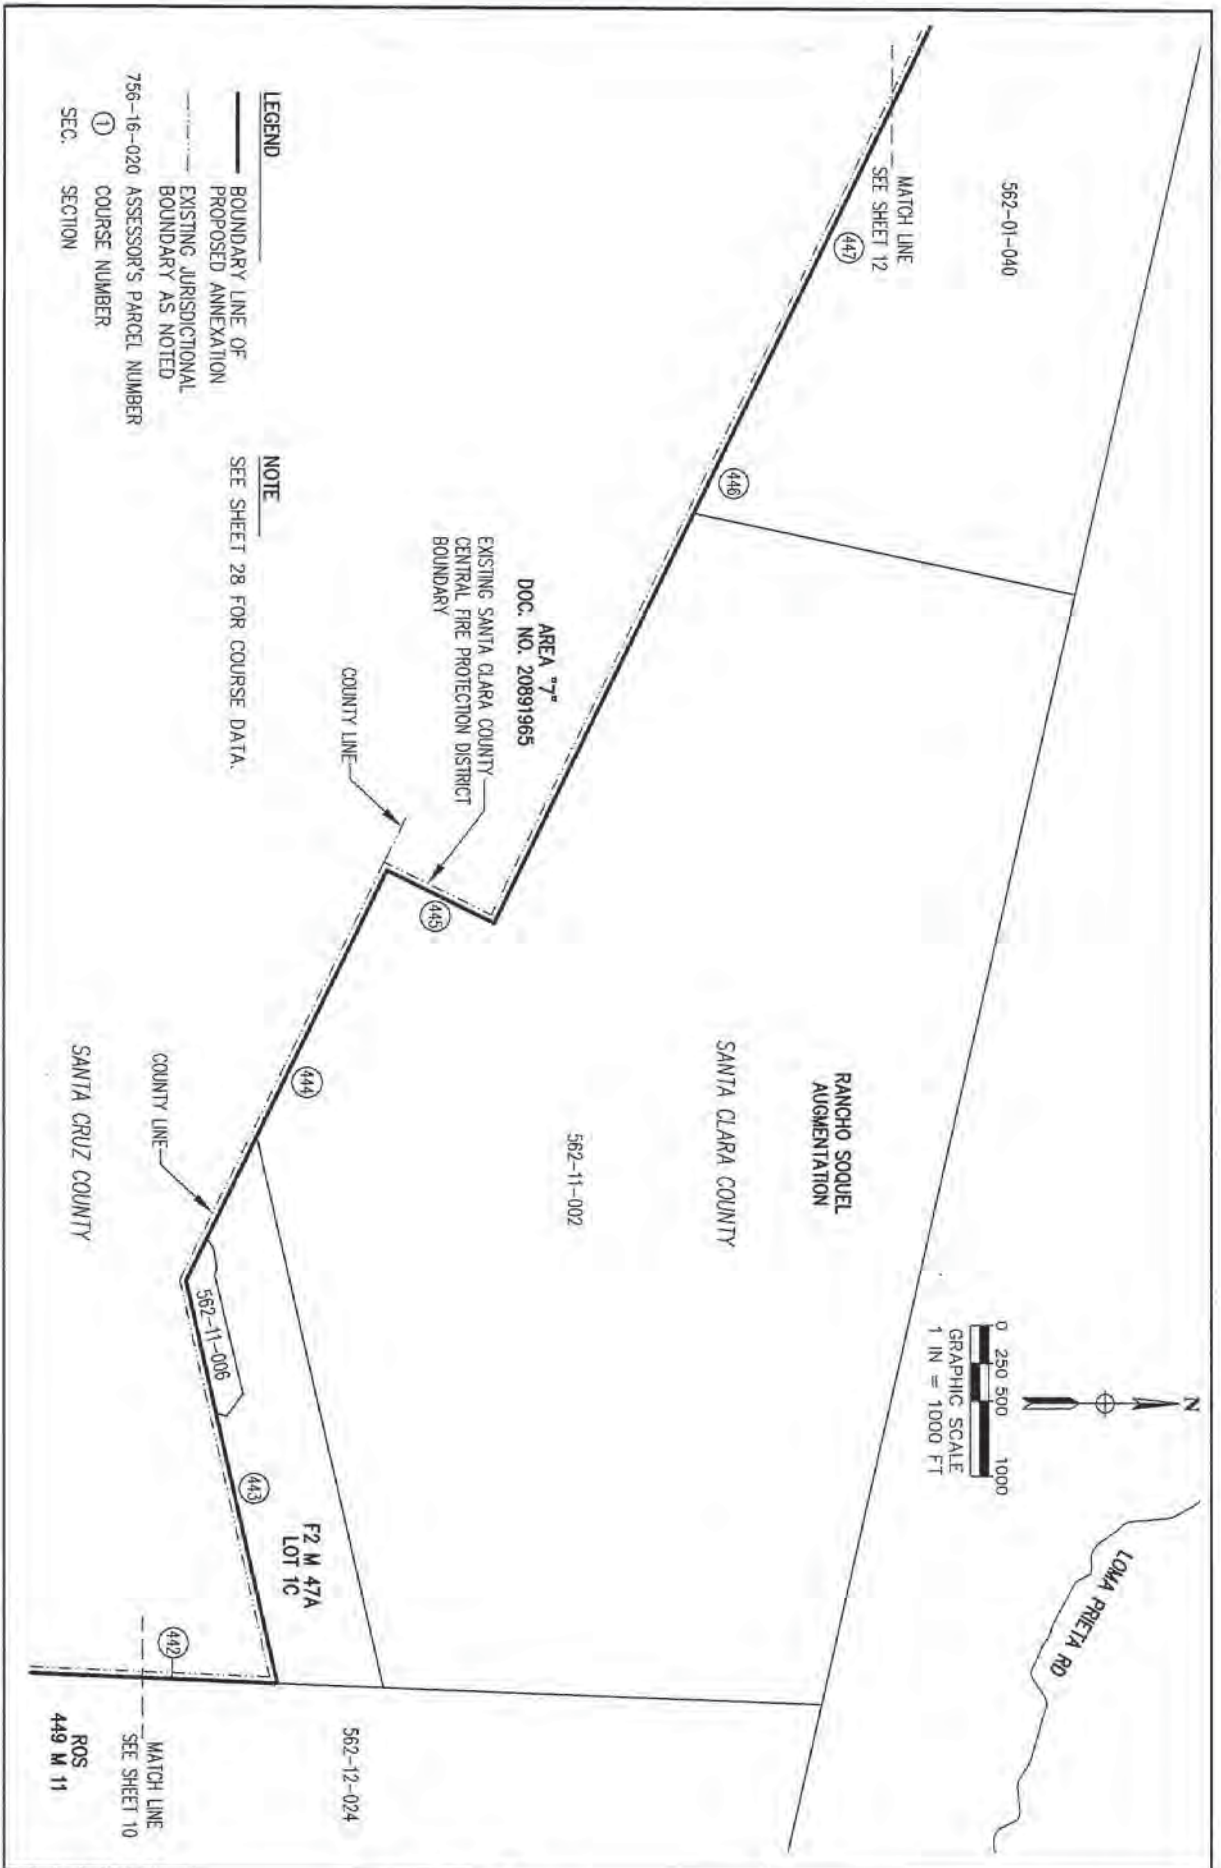 562-01-040
MATCH LINE
SEE SHEET 12
447
446
AREA "7"
DOC. NO. 20891965
EXISTING SANTA CLARA COUNTY
CENTRAL FIRE PROTECTION DISTRICT
BOUNDARY
COUNTY LINE
445
444
RANCHO SOQUEL
AUGMENTATION
SANTA CLARA COUNTY
562-11-002
COUNTY LINE
SANTA CRUZ COUNTY
562-11-006
443
F2 M 47A
LOT 1C
442
MATCH LINE
SEE SHEET 10
ROS
449 M 11
562-12-024
N
0 250 500 1000
GRAPHIC SCALE
1 IN = 1000 FT
LOMA PRIETA RD
LEGEND
BOUNDARY LINE OF
PROPOSED ANNEXATION
EXISTING JURISDICTIONAL
BOUNDARY AS NOTED
756-16-020 ASSESSOR'S PARCEL NUMBER
1 COURSE NUMBER
SEC. SECTION
NOTE
SEE SHEET 28 FOR COURSE DATA.